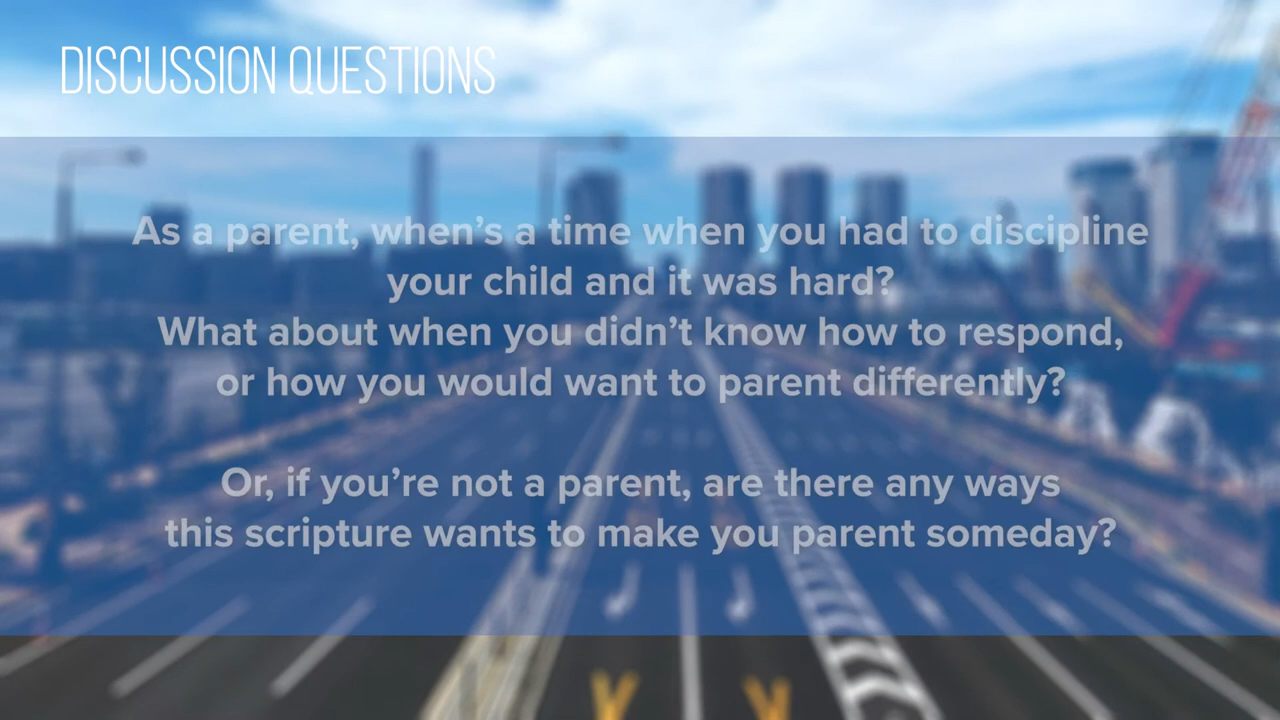 DISCUSSION QUESTIONS
As a parent, when’s a time when you had to discipline
your child and it was hard?
What about when you didn’t know how to respond,
or how you would want to parent differently?
Or, if you’re not a parent, are there any ways
this scripture wants to make you parent someday?